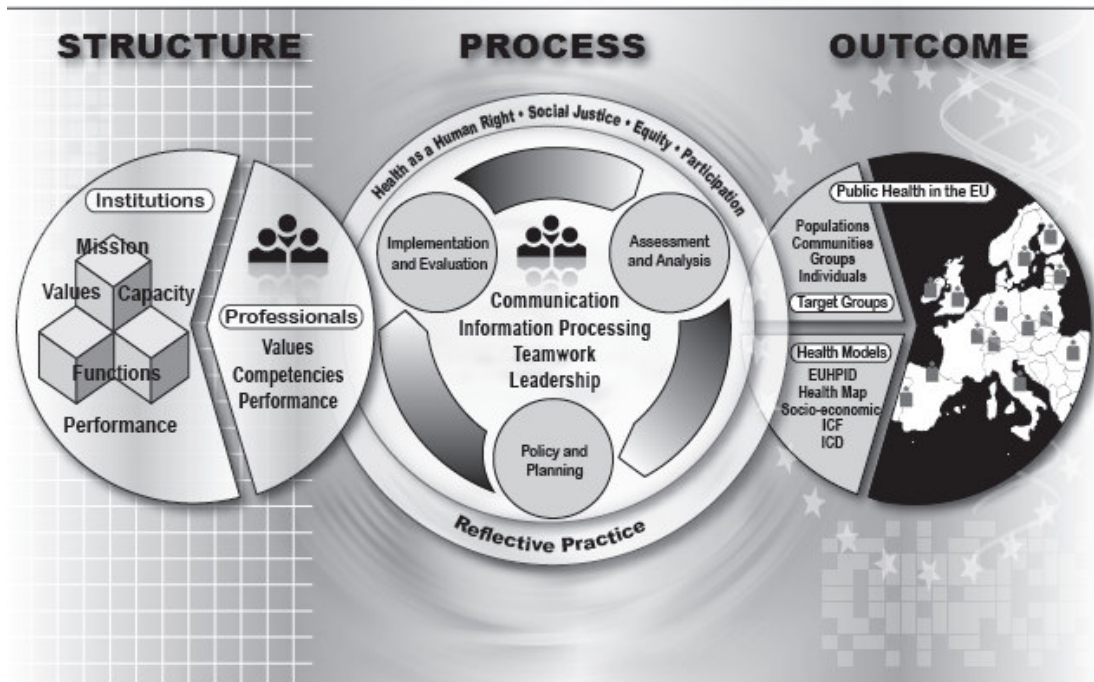 STRUCTURE
PROCESS
OUTCOME
Institutions
Mission
Values
Capacity
Functions
Performance
Professionals
Values
Competencies
Performance
Health as a Human Right • Social Justice • Equity • Participation
Implementation
and Evaluation
Assessment
and Analysis
Communication
Information Processing
Teamwork
Leadership
Policy and
Planning
Reflective Practice
Public Health in the EU
Populations
Communities
Groups
Individuals
Target Groups
Health Models
EUHPID
Health Map
Socio-economic
ICF
ICD